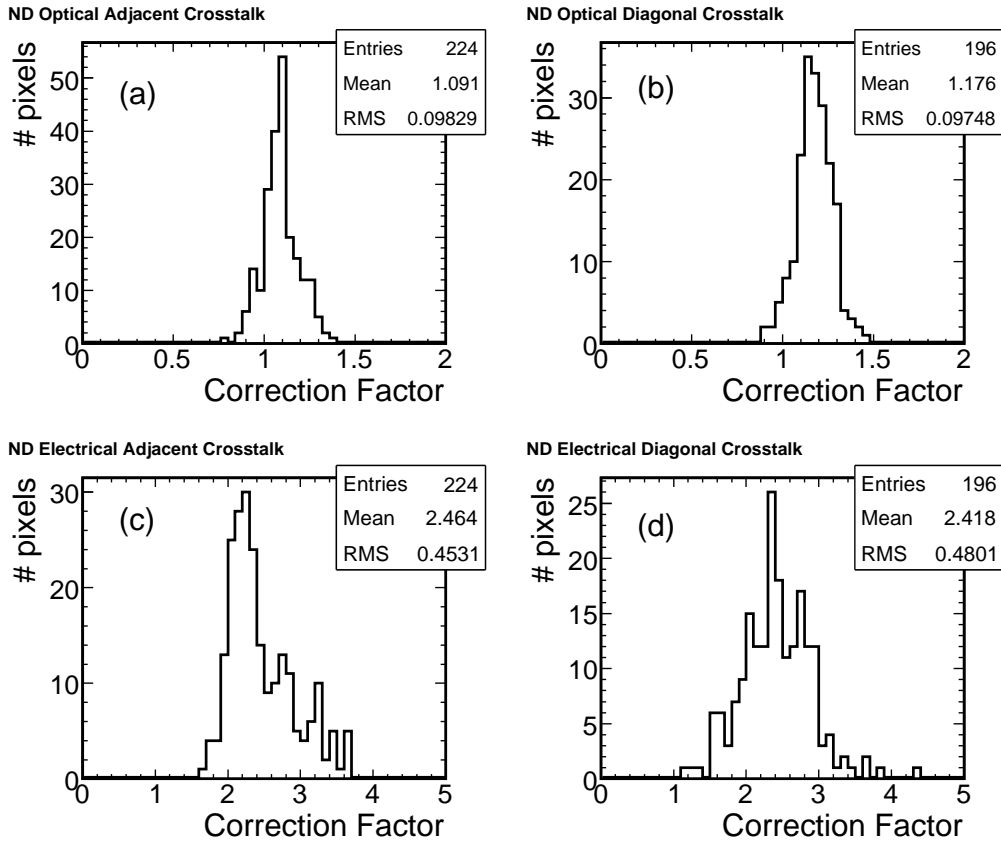 ND Optical Adjacent Crosstalk
# pixels
(a)
Entries 224
Mean 1.091
RMS 0.09829
50
40
30
20
10
0
0 0.5 1 1.5 2
Correction Factor
ND Optical Diagonal Crosstalk
# pixels
(b)
Entries 196
Mean 1.176
RMS 0.09748
30
20
10
0
0 0.5 1 1.5 2
Correction Factor
ND Electrical Adjacent Crosstalk
# pixels
(c)
Entries 224
Mean 2.464
RMS 0.4531
30
20
10
0
0 1 2 3 4 5
Correction Factor
ND Electrical Diagonal Crosstalk
# pixels
(d)
Entries 196
Mean 2.418
RMS 0.4801
25
20
15
10
5
0
0 1 2 3 4 5
Correction Factor